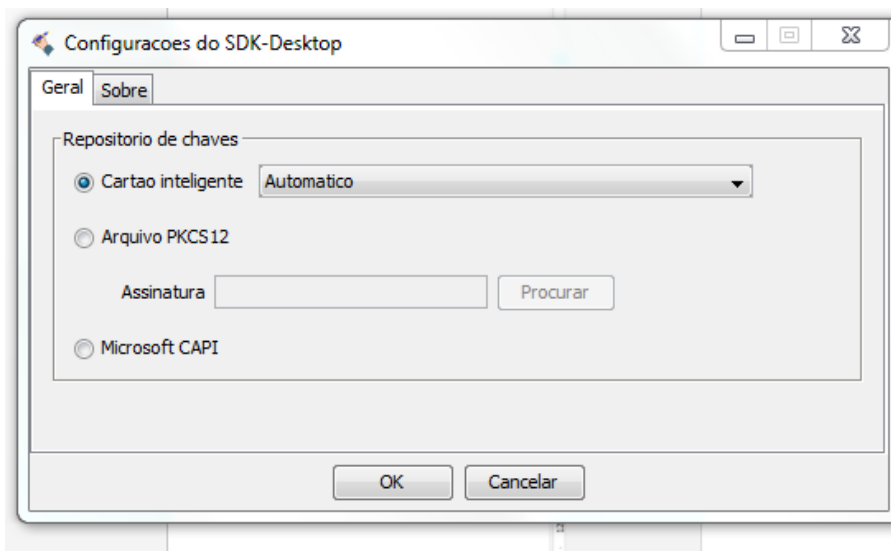 Configuracoes do SDK-Desktop
Geral Sobre
Repositorio de chaves
Cartao inteligente Automatico
Arquivo PKCS12
Assinatura Procurar
Microsoft CAPI
OK Cancelar